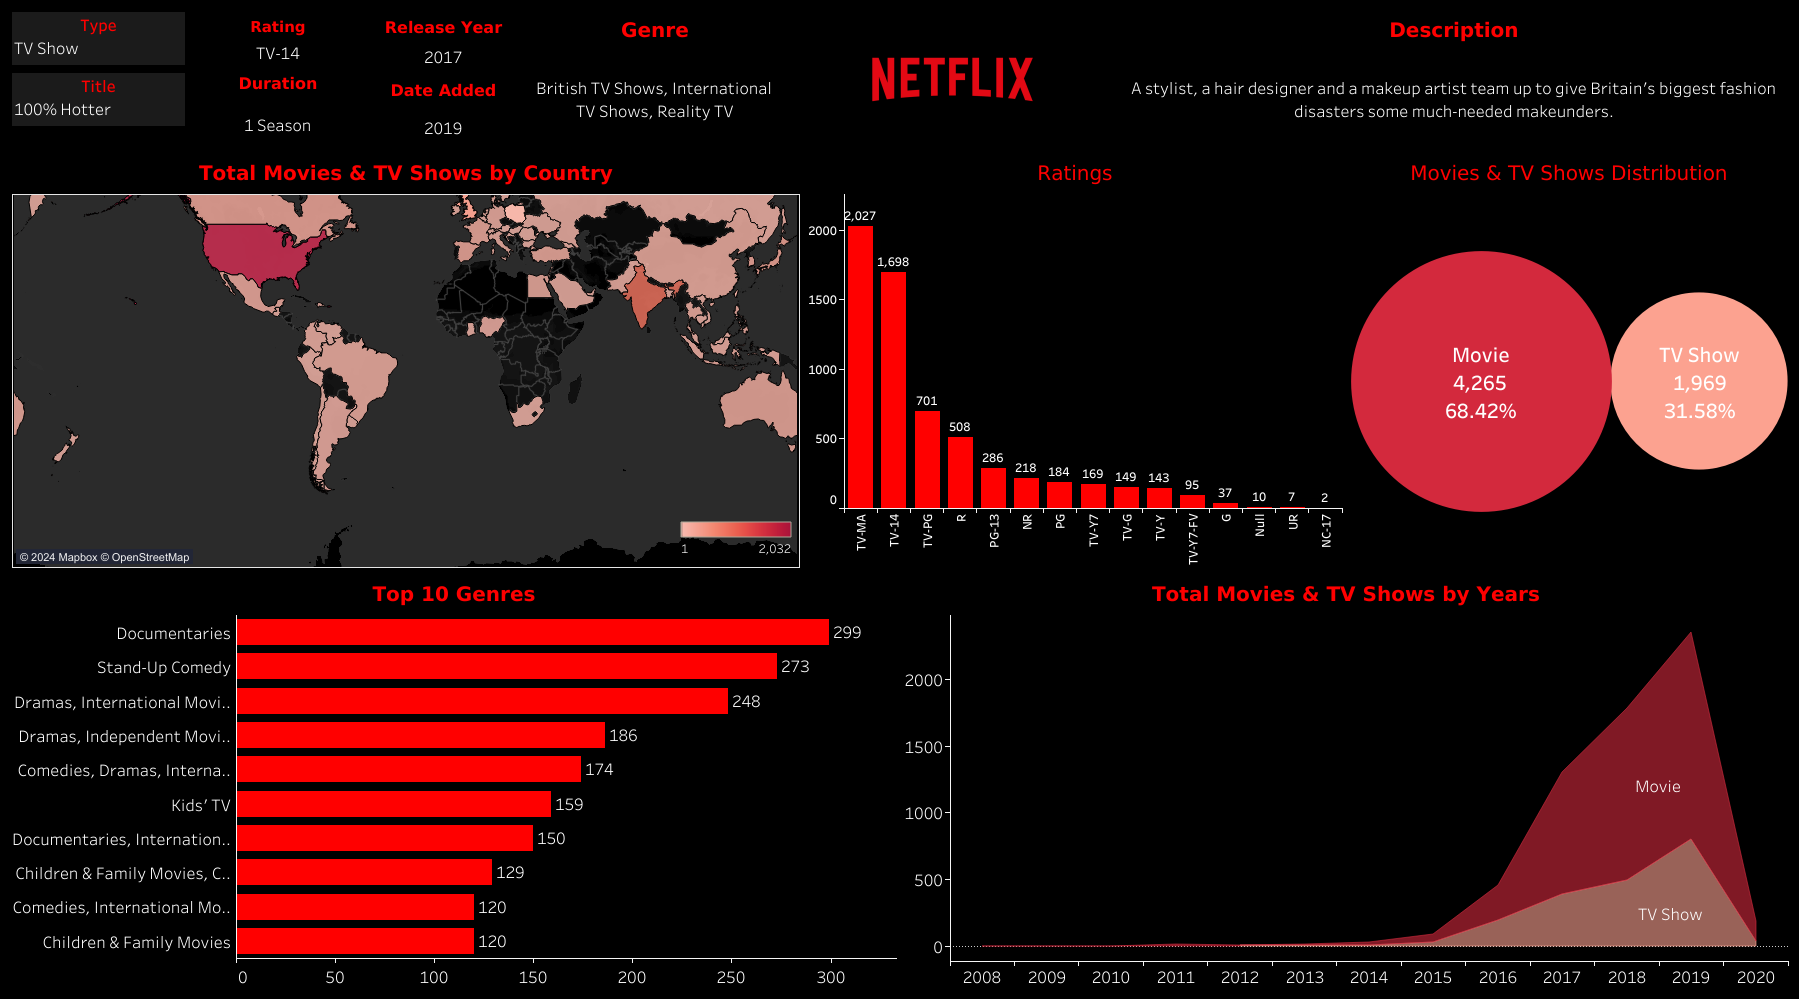 Type
TV Show
Title
100% Hotter
Rating
TV-14
Duration
1 Season
Release Year
2017
Date Added
2019
Genre
British TV Shows, International
TV Shows, Reality TV
NETFLIX
Description
A stylist, a hair designer and a makeup artist team up to give Britain's biggest fashion
disasters some much-needed makeunders.
Total Movies & TV Shows by Country
1
2,032
© 2024 Mapbox © OpenStreetMap
Ratings
2000
1500
1000
500
0
2,027
1,698
701
508
286
218
184
169
149
143
95
37
10
7
2
TV-MA
TV-14
TV-PG
R
PG-13
NR
PG
TV-Y7
TV-G
TV-Y
TV-Y7-FV
G
Null
UR
NC-17
Movies & TV Shows Distribution
Movie
4,265
68.42%
TV Show
1,969
31.58%
Top 10 Genres
Documentaries 299
Stand-Up Comedy 273
Dramas, International Movi.. 248
Dramas, Independent Movi.. 186
Comedies, Dramas, Interna.. 174
Kids' TV 159
Documentaries, Internation.. 150
Children & Family Movies, C.. 129
Comedies, International Mo.. 120
Children & Family Movies 120
0 50 100 150 200 250 300
Total Movies & TV Shows by Years
2000
1500
1000
500
0
Movie
TV Show
2008 2009 2010 2011 2012 2013 2014 2015 2016 2017 2018 2019 2020